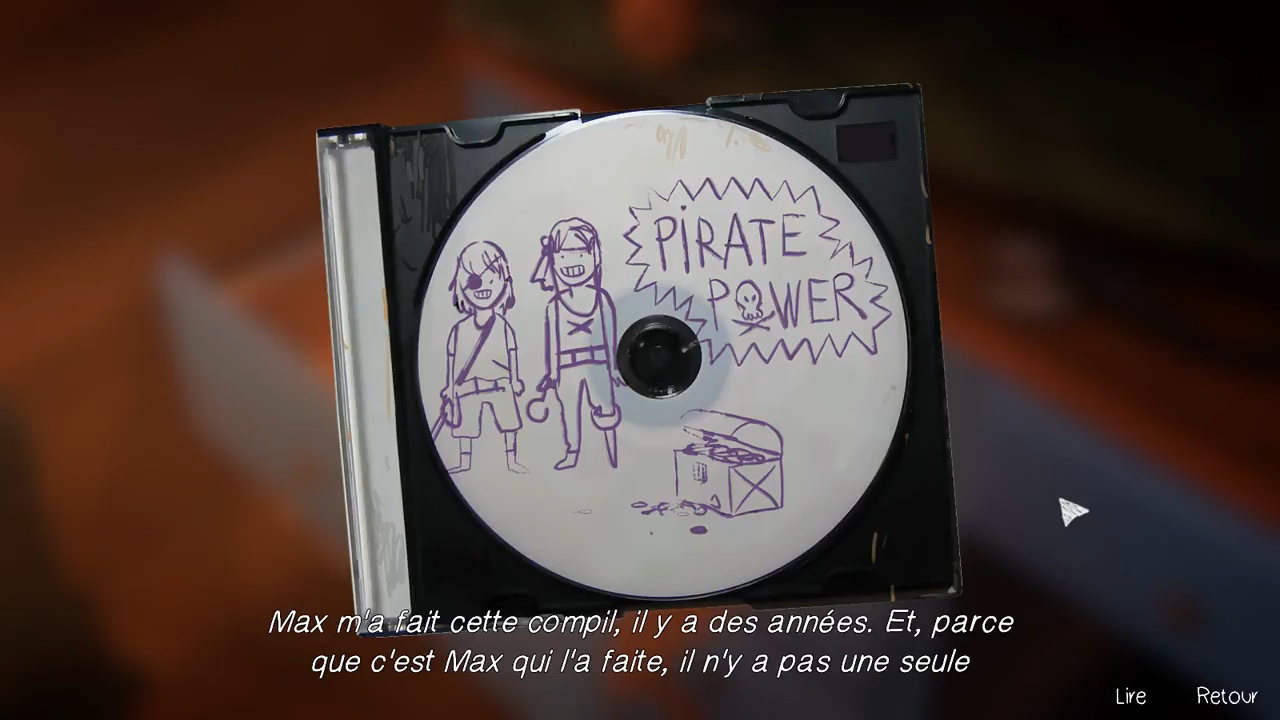 PiRATE
POWER
Max m'a fait cette compil, il y a des années. Et, parce
que c'est Max qui l'a faite, il n'y a pas une seule
Lire Retour